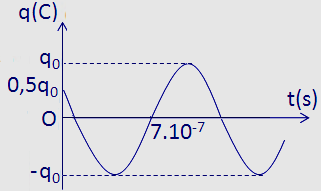 q(C)
q₀
0,5q₀
t(s)
O
7.10⁻⁷
-q₀